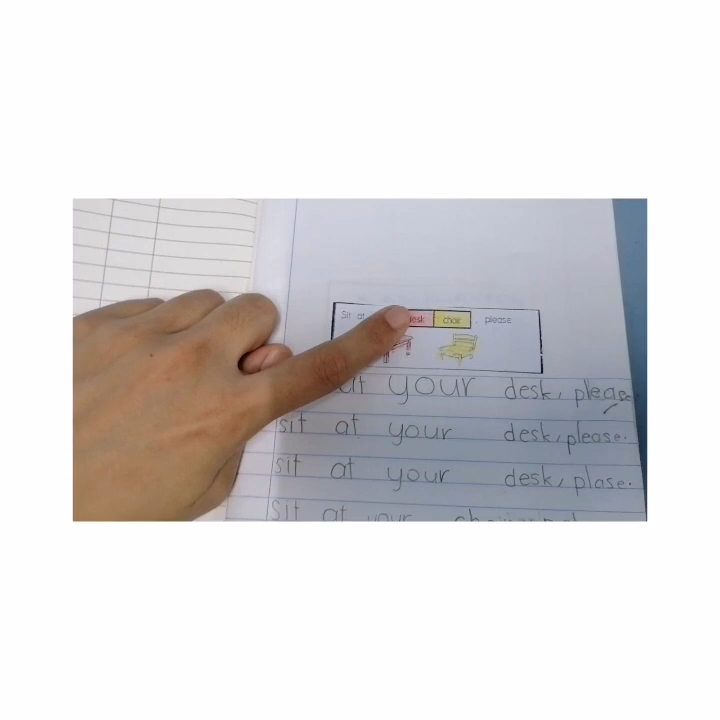 Sit at desk chair , please
at your desk, please
sit at your desk, please.
sit at your desk, plase.
Sit at your